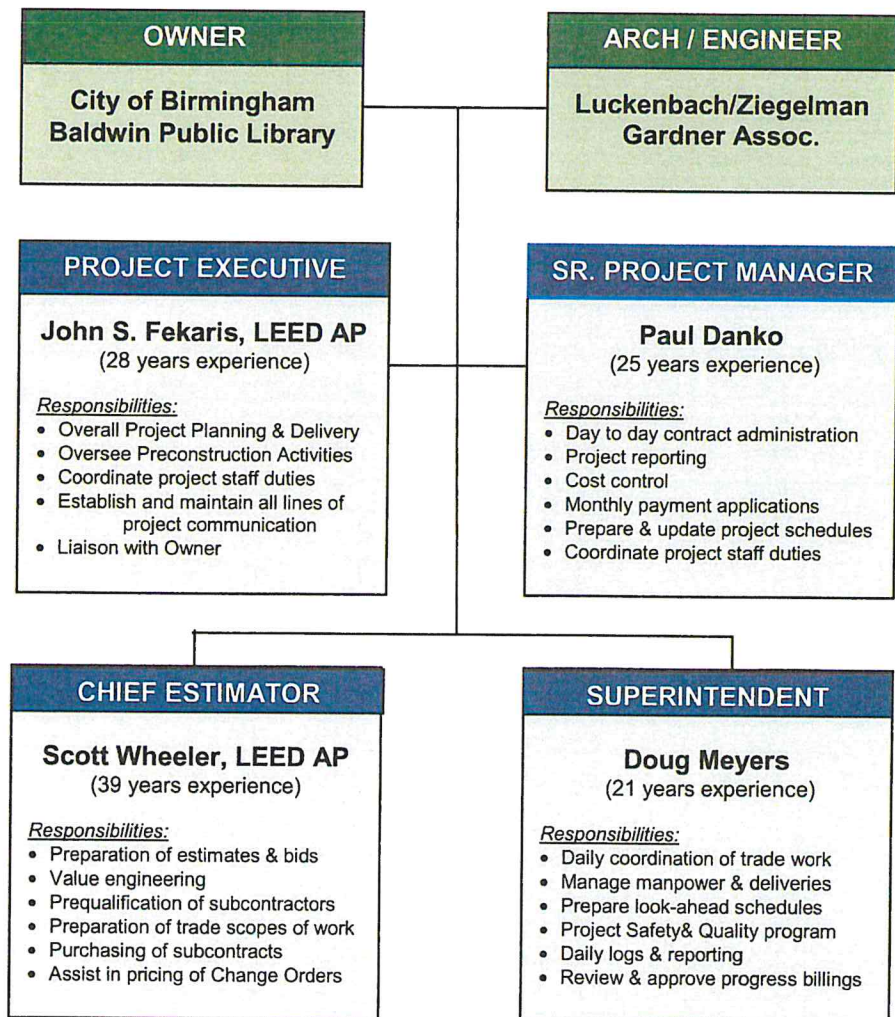 OWNER
City of Birmingham
Baldwin Public Library
ARCH / ENGINEER
Luckenbach/Ziegelman
Gardner Assoc.
PROJECT EXECUTIVE
John S. Fekaris, LEED AP
(28 years experience)
Responsibilities:
• Overall Project Planning & Delivery
• Oversee Preconstruction Activities
• Coordinate project staff duties
• Establish and maintain all lines of
project communication
• Liaison with Owner
SR. PROJECT MANAGER
Paul Danko
(25 years experience)
Responsibilities:
• Day to day contract administration
• Project reporting
• Cost control
• Monthly payment applications
• Prepare & update project schedules
• Coordinate project staff duties
CHIEF ESTIMATOR
Scott Wheeler, LEED AP
(39 years experience)
Responsibilities:
• Preparation of estimates & bids
• Value engineering
• Prequalification of subcontractors
• Preparation of trade scopes of work
• Purchasing of subcontracts
• Assist in pricing of Change Orders
SUPERINTENDENT
Doug Meyers
(21 years experience)
Responsibilities:
• Daily coordination of trade work
• Manage manpower & deliveries
• Prepare look-ahead schedules
• Project Safety& Quality program
• Daily logs & reporting
• Review & approve progress billings